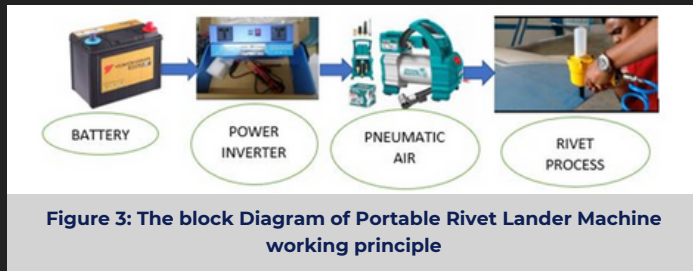 BATTERY
POWER
INVERTER
PNEUMATIC
AIR
RIVET
PROCESS
Figure 3: The block Diagram of Portable Rivet Lander Machine
working principle